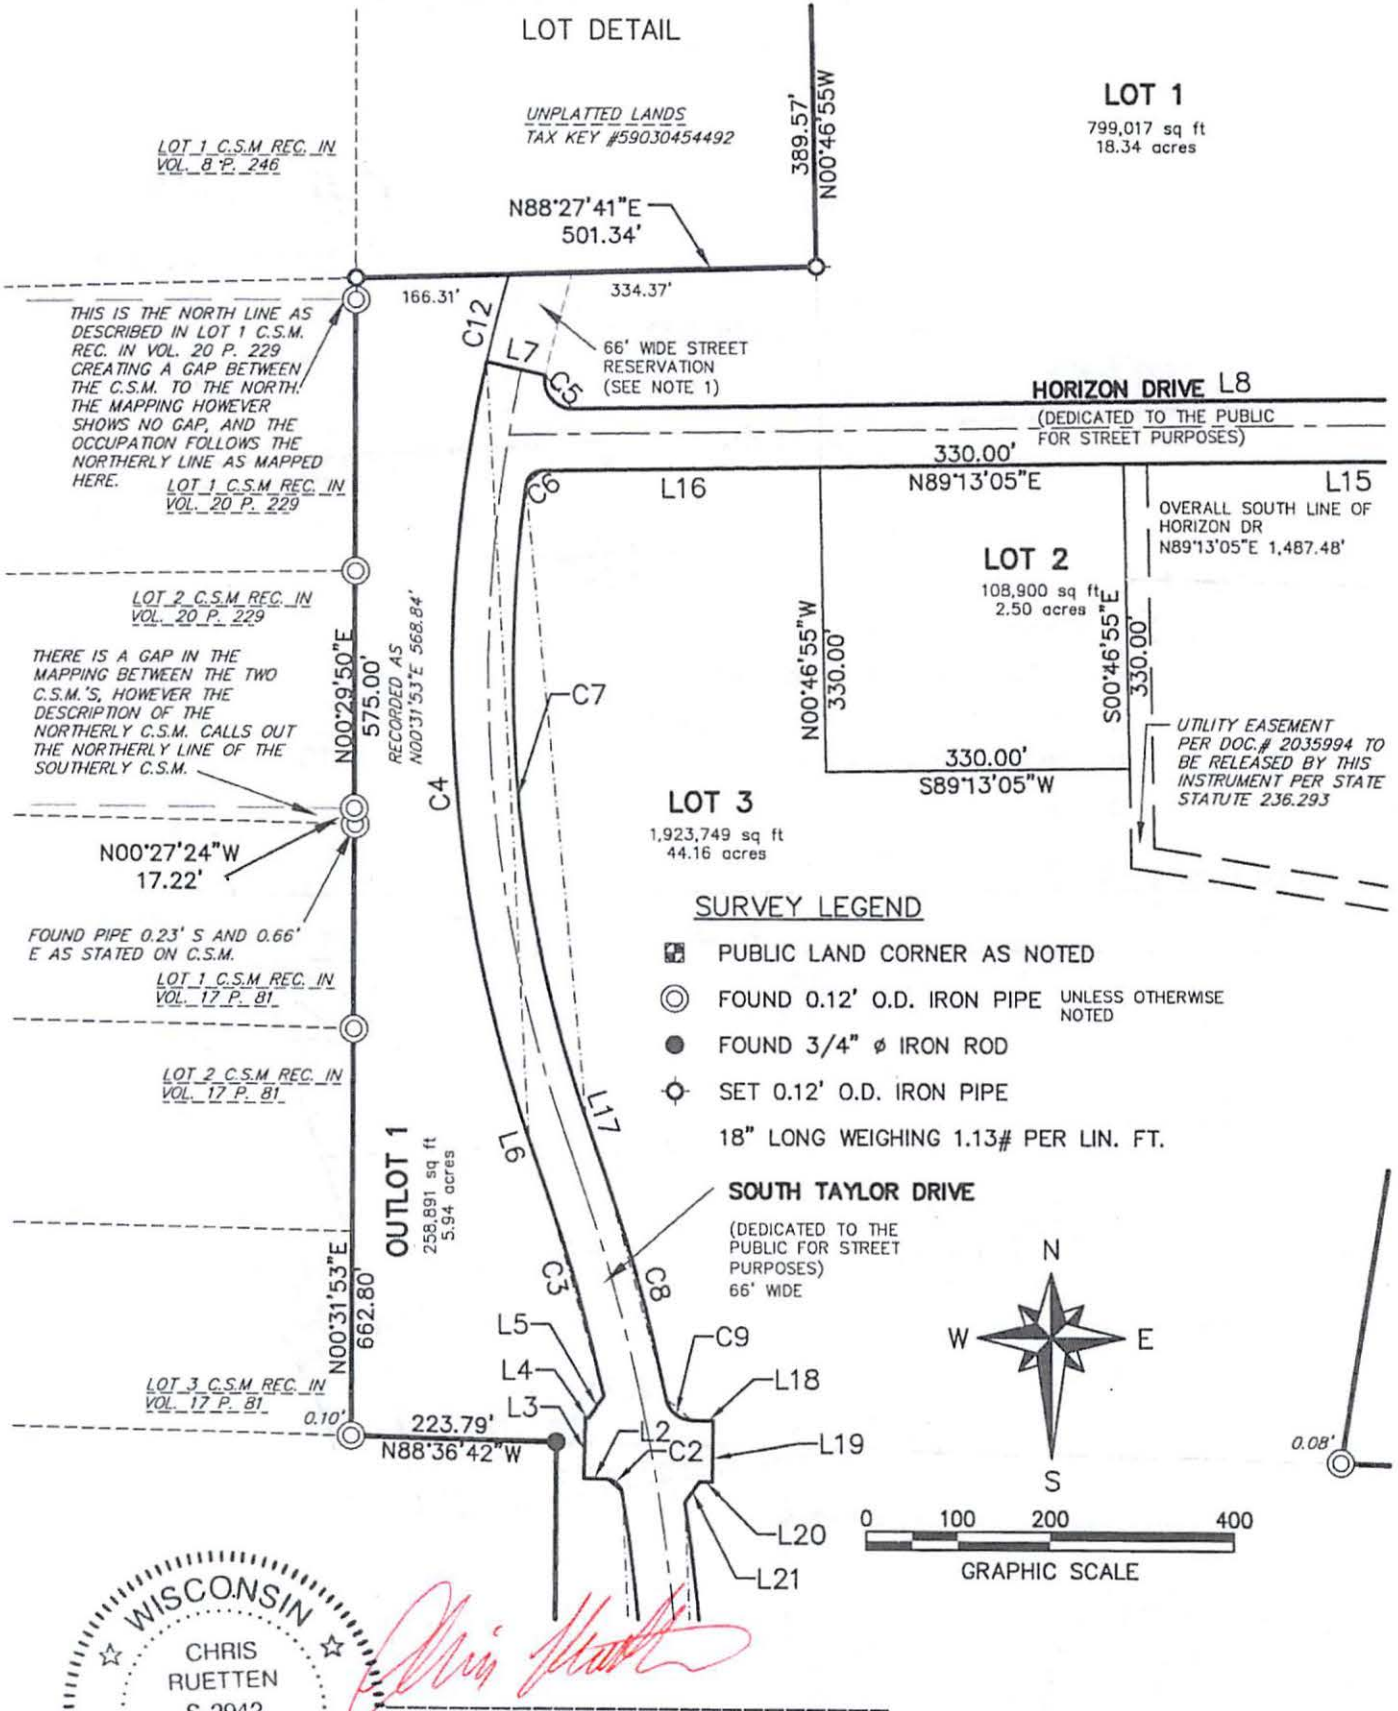 LOT DETAIL
UNPLATTED LANDS
TAX KEY #59030454492
389.57'
N00°46'55W
LOT 1
799,017 sq ft
18.34 acres
LOT 1 C.S.M REC. IN
VOL. 8 P. 246
N88°27'41"E
501.34'
166.31'
334.37'
C12
L7
C5
66' WIDE STREET
RESERVATION
(SEE NOTE 1)
THIS IS THE NORTH LINE AS
DESCRIBED IN LOT 1 C.S.M.
REC. IN VOL. 20 P. 229
CREATING A GAP BETWEEN
THE C.S.M. TO THE NORTH.
THE MAPPING HOWEVER
SHOWS NO GAP, AND THE
OCCUPATION FOLLOWS THE
NORTHERLY LINE AS MAPPED
HERE.
LOT 1 C.S.M REC. IN
VOL. 20 P. 229
HORIZON DRIVE L8
(DEDICATED TO THE PUBLIC
FOR STREET PURPOSES)
330.00'
N89°13'05"E
C6
L16
L15
OVERALL SOUTH LINE OF
HORIZON DR
N89°13'05"E 1,487.48'
LOT 2
108,900 sq ft
2.50 acres
N00°46'55"W
330.00'
S00°46'55"E
330.00'
330.00'
S89°13'05"W
LOT 2 C.S.M REC. IN
VOL. 20 P. 229
THERE IS A GAP IN THE
MAPPING BETWEEN THE TWO
C.S.M.'S, HOWEVER THE
DESCRIPTION OF THE
NORTHERLY C.S.M. CALLS OUT
THE NORTHERLY LINE OF THE
SOUTHERLY C.S.M.
N00°29'50"E
575.00'
RECORDED AS
N00°31'53"E 568.84'
C7
C4
UTILITY EASEMENT
PER DOC.# 2035994 TO
BE RELEASED BY THIS
INSTRUMENT PER STATE
STATUTE 236.293
LOT 3
1,923,749 sq ft
44.16 acres
N00°27'24"W
17.22'
FOUND PIPE 0.23' S AND 0.66'
E AS STATED ON C.S.M.
LOT 1 C.S.M REC. IN
VOL. 17 P. 81
SURVEY LEGEND
PUBLIC LAND CORNER AS NOTED
FOUND 0.12' O.D. IRON PIPE UNLESS OTHERWISE
NOTED
FOUND 3/4" ø IRON ROD
SET 0.12' O.D. IRON PIPE
18" LONG WEIGHING 1.13# PER LIN. FT.
LOT 2 C.S.M REC. IN
VOL. 17 P. 81
L17
L6
OUTLOT 1
258,891 sq ft
5.94 acres
SOUTH TAYLOR DRIVE
(DEDICATED TO THE
PUBLIC FOR STREET
PURPOSES)
66' WIDE
N00°31'53"E
662.80'
C3
C8
L5
C9
L4
L18
L3
LOT 3 C.S.M REC. IN
VOL. 17 P. 81
0.10'
223.79'
N88°36'42"W
L2
C2
L19
L20
L21
N
W
E
S
0.08'
0 100 200 400
GRAPHIC SCALE
WISCONSIN
CHRIS
RUETTEN
S-2942